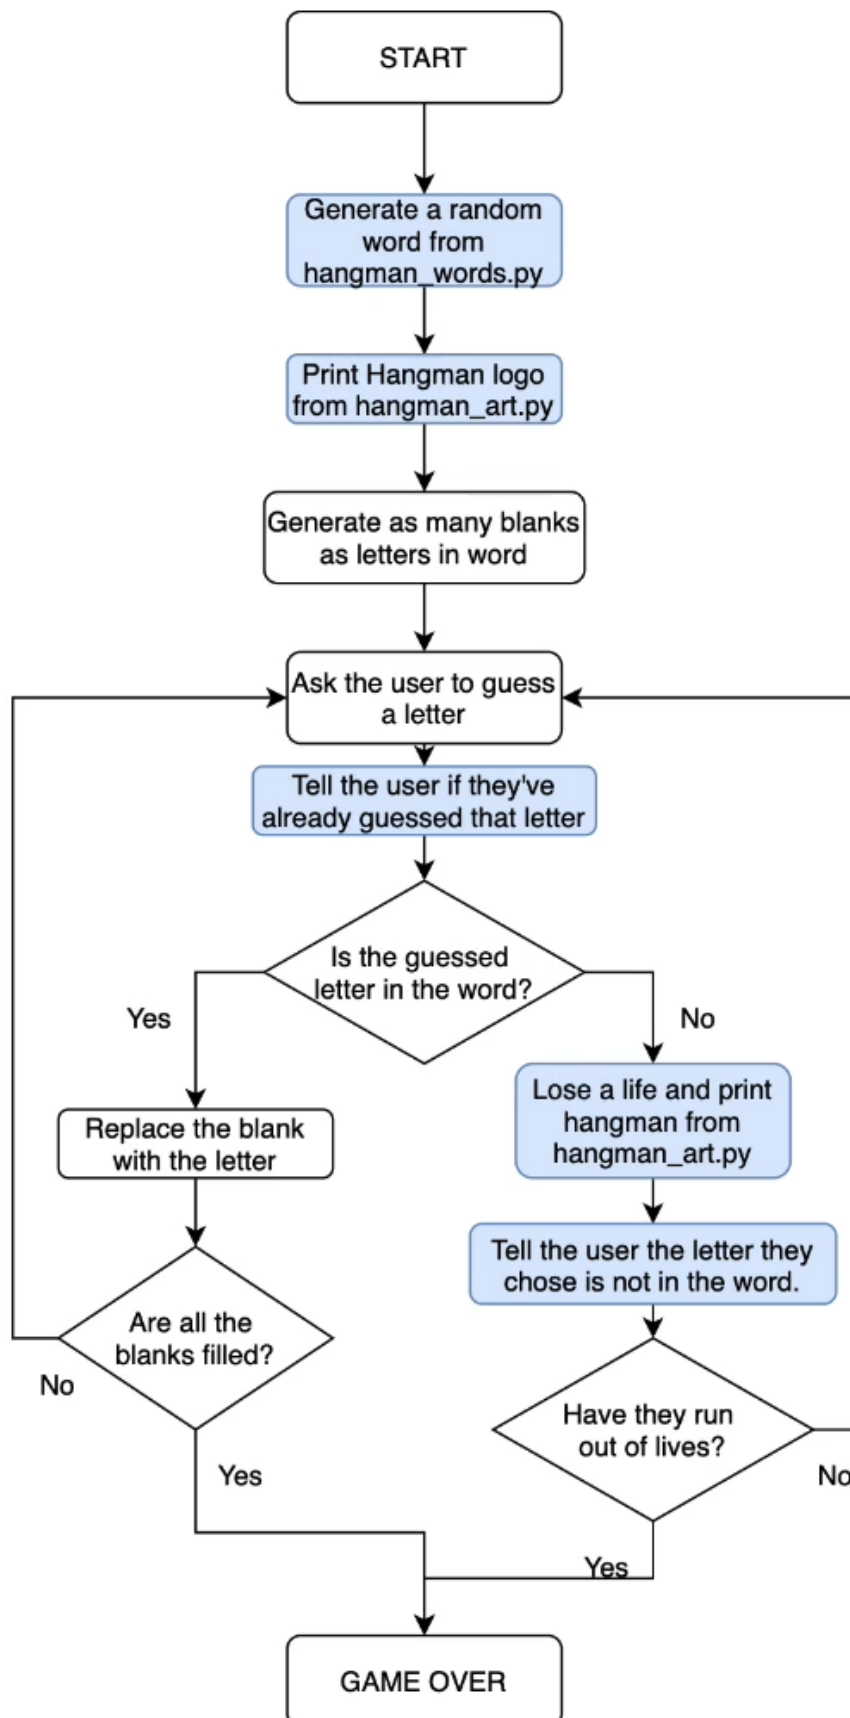 START
Generate a random
word from
hangman_words.py
Print Hangman logo
from hangman_art.py
Generate as many blanks
as letters in word
Ask the user to guess
a letter
Tell the user if they've
already guessed that letter
Is the guessed
letter in the word?
Yes
No
Replace the blank
with the letter
Lose a life and print
hangman from
hangman_art.py
Tell the user the letter they
chose is not in the word.
Are all the
blanks filled?
No
Yes
Have they run
out of lives?
No
Yes
GAME OVER